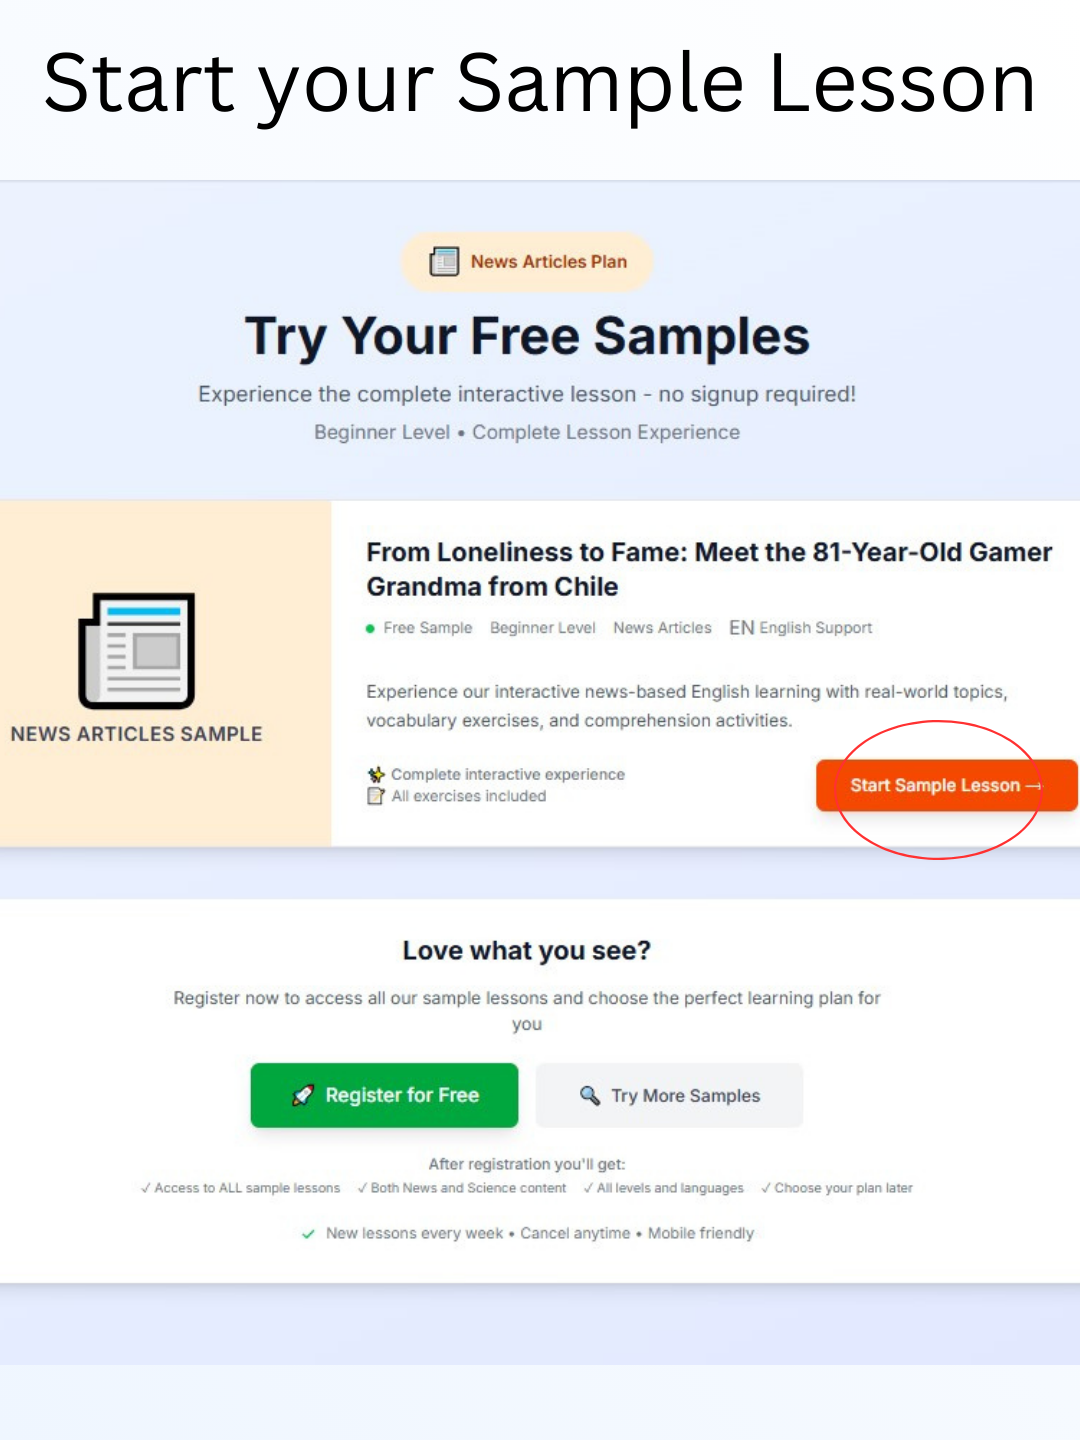 Start your Sample Lesson
News Articles Plan
Try Your Free Samples
Experience the complete interactive lesson - no signup required!
Beginner Level • Complete Lesson Experience
NEWS ARTICLES SAMPLE
From Loneliness to Fame: Meet the 81-Year-Old Gamer
Grandma from Chile
Free Sample Beginner Level News Articles EN English Support
Experience our interactive news-based English learning with real-world topics,
vocabulary exercises, and comprehension activities.
Complete interactive experience
All exercises included
Start Sample Lesson →
Love what you see?
Register now to access all our sample lessons and choose the perfect learning plan for
you
Register for Free
Try More Samples
After registration you'll get:
✓ Access to ALL sample lessons ✓ Both News and Science content ✓ All levels and languages ✓ Choose your plan later
✓ New lessons every week • Cancel anytime • Mobile friendly